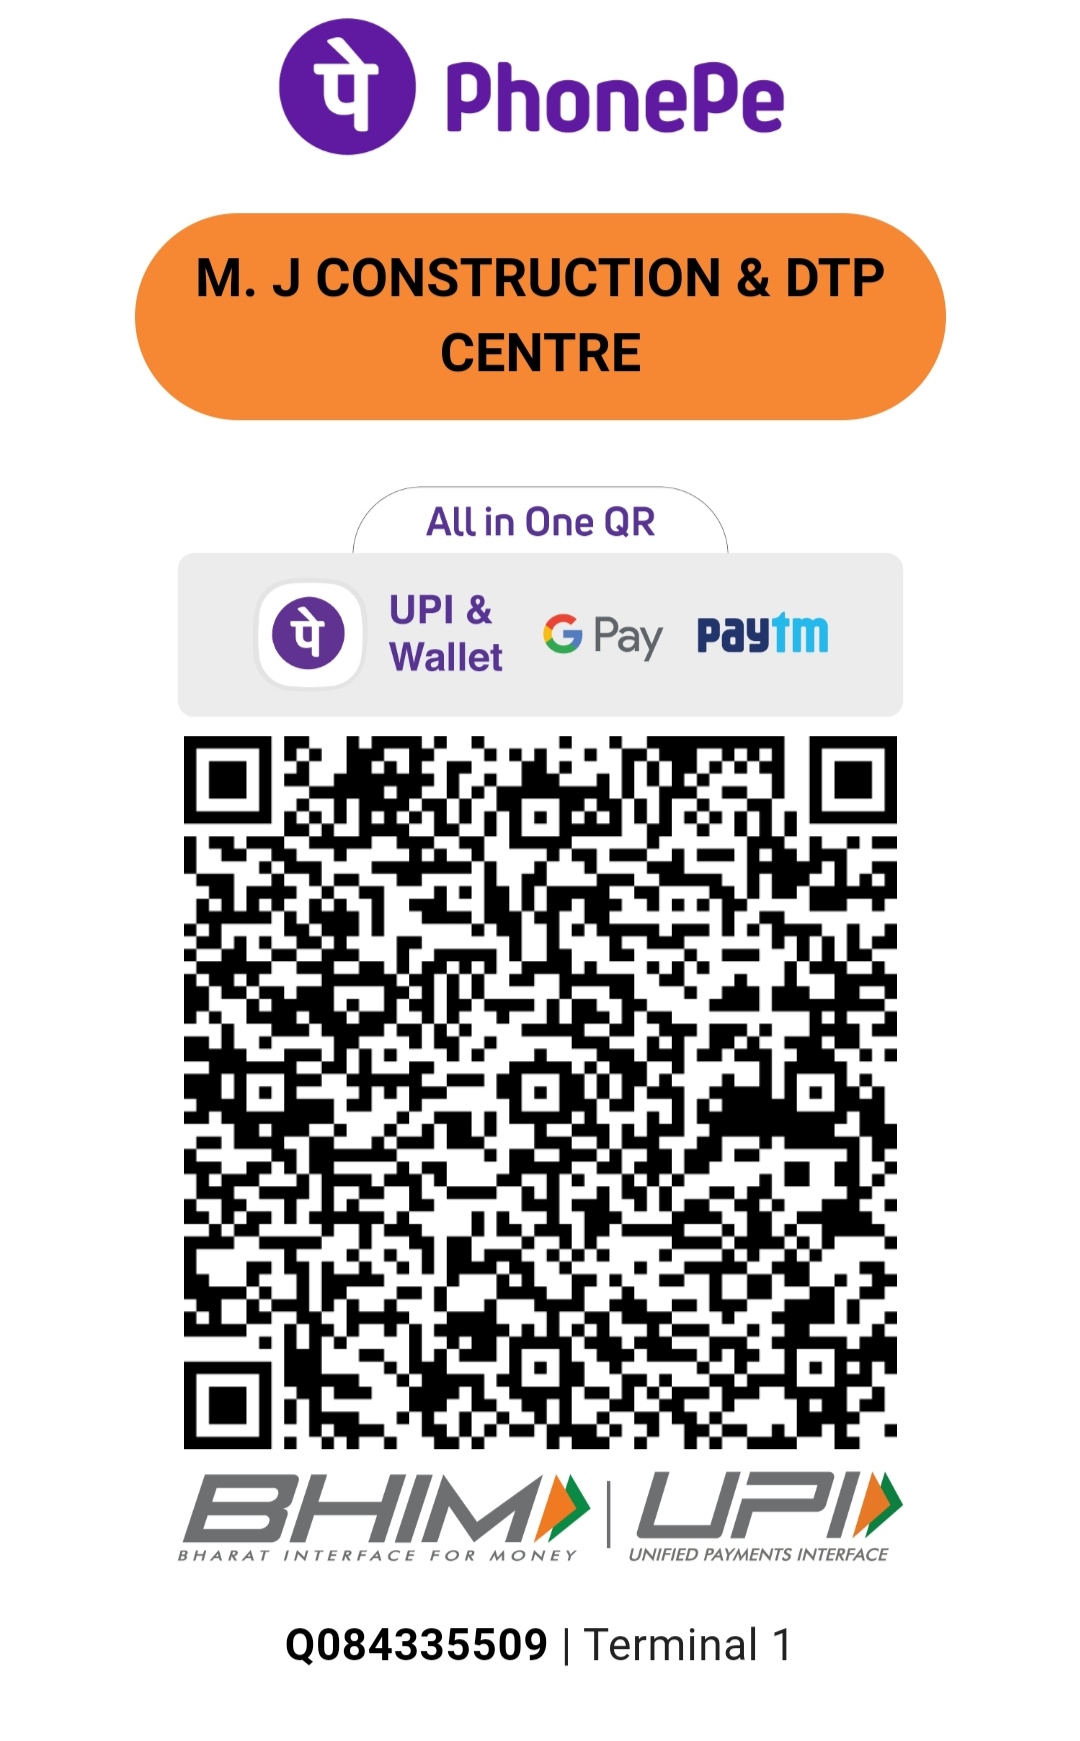 पे PhonePe
M. J CONSTRUCTION & DTP
CENTRE
All in One QR
पे UPI &
Wallet
G Pay
paytm
BHIM
BHARAT INTERFACE FOR MONEY
UPI
UNIFIED PAYMENTS INTERFACE
Q084335509 | Terminal 1